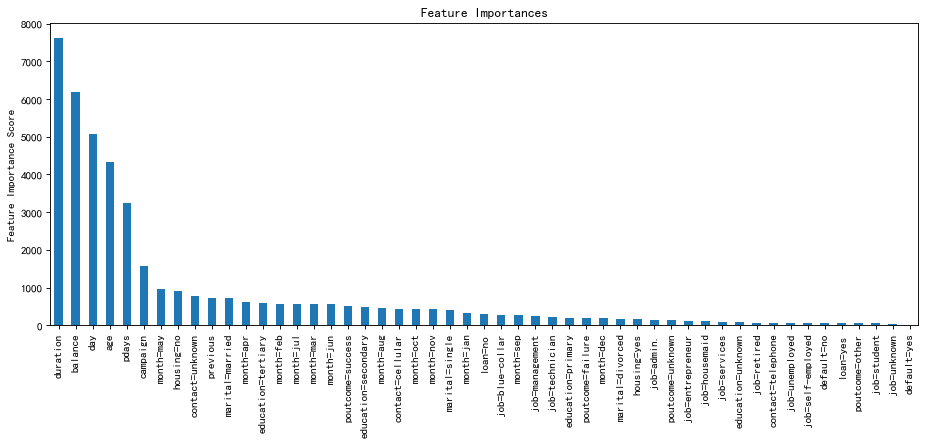 Feature Importances
Feature Importance Score
8000
7000
6000
5000
4000
3000
2000
1000
0
duration
balance
day
age
pdays
campaign
month=may
housing=no
contact=unknown
previous
marital=married
month=apr
education=tertiary
month=feb
month=jul
month=mar
month=jun
poutcome=success
education=secondary
month=aug
contact=cellular
month=oct
month=nov
marital=single
month=jan
loan=no
job=blue-collar
month=sep
job=management
job=technician
education=primary
poutcome=failure
month=dec
marital=divorced
housing=yes
job=admin.
poutcome=unknown
job=entrepreneur
job=housemaid
job=services
education=unknown
job=retired
contact=telephone
job=unemployed
job=self-employed
default=no
loan=yes
poutcome=other
job=student
job=unknown
default=yes